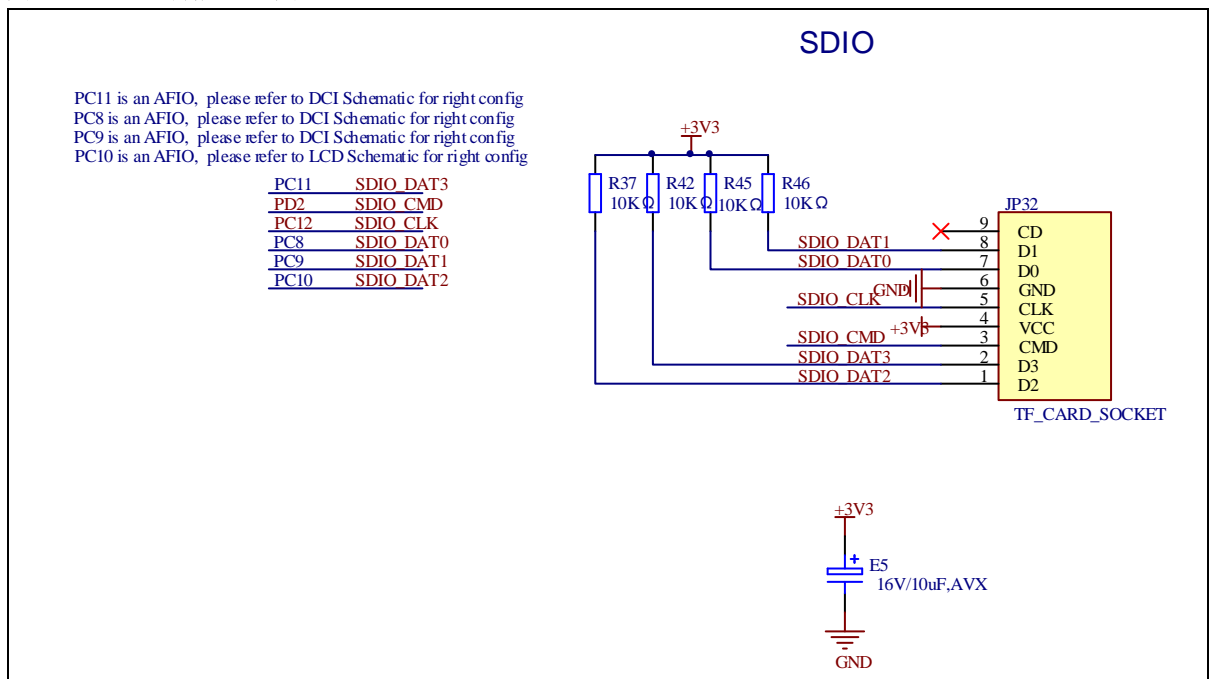 SDIO
PC11 is an AFIO, please refer to DCI Schematic for right config
PC8 is an AFIO, please refer to DCI Schematic for right config
PC9 is an AFIO, please refer to DCI Schematic for right config
PC10 is an AFIO, please refer to LCD Schematic for right config
PC11 SDIO_DAT3
PD2 SDIO_CMD
PC12 SDIO_CLK
PC8 SDIO_DAT0
PC9 SDIO_DAT1
PC10 SDIO_DAT2
+3V3
R37 R42 R45 R46
10KΩ 10KΩ 10KΩ 10KΩ
JP32
9 CD
SDIO_DAT1 8 D1
SDIO_DAT0 7 D0
GND 6 GND
SDIO_CLK 5 CLK
+3V3 4 VCC
SDIO_CMD 3 CMD
SDIO_DAT3 2 D3
SDIO_DAT2 1 D2
TF_CARD_SOCKET
+3V3
+
E5
16V/10uF,AVX
GND